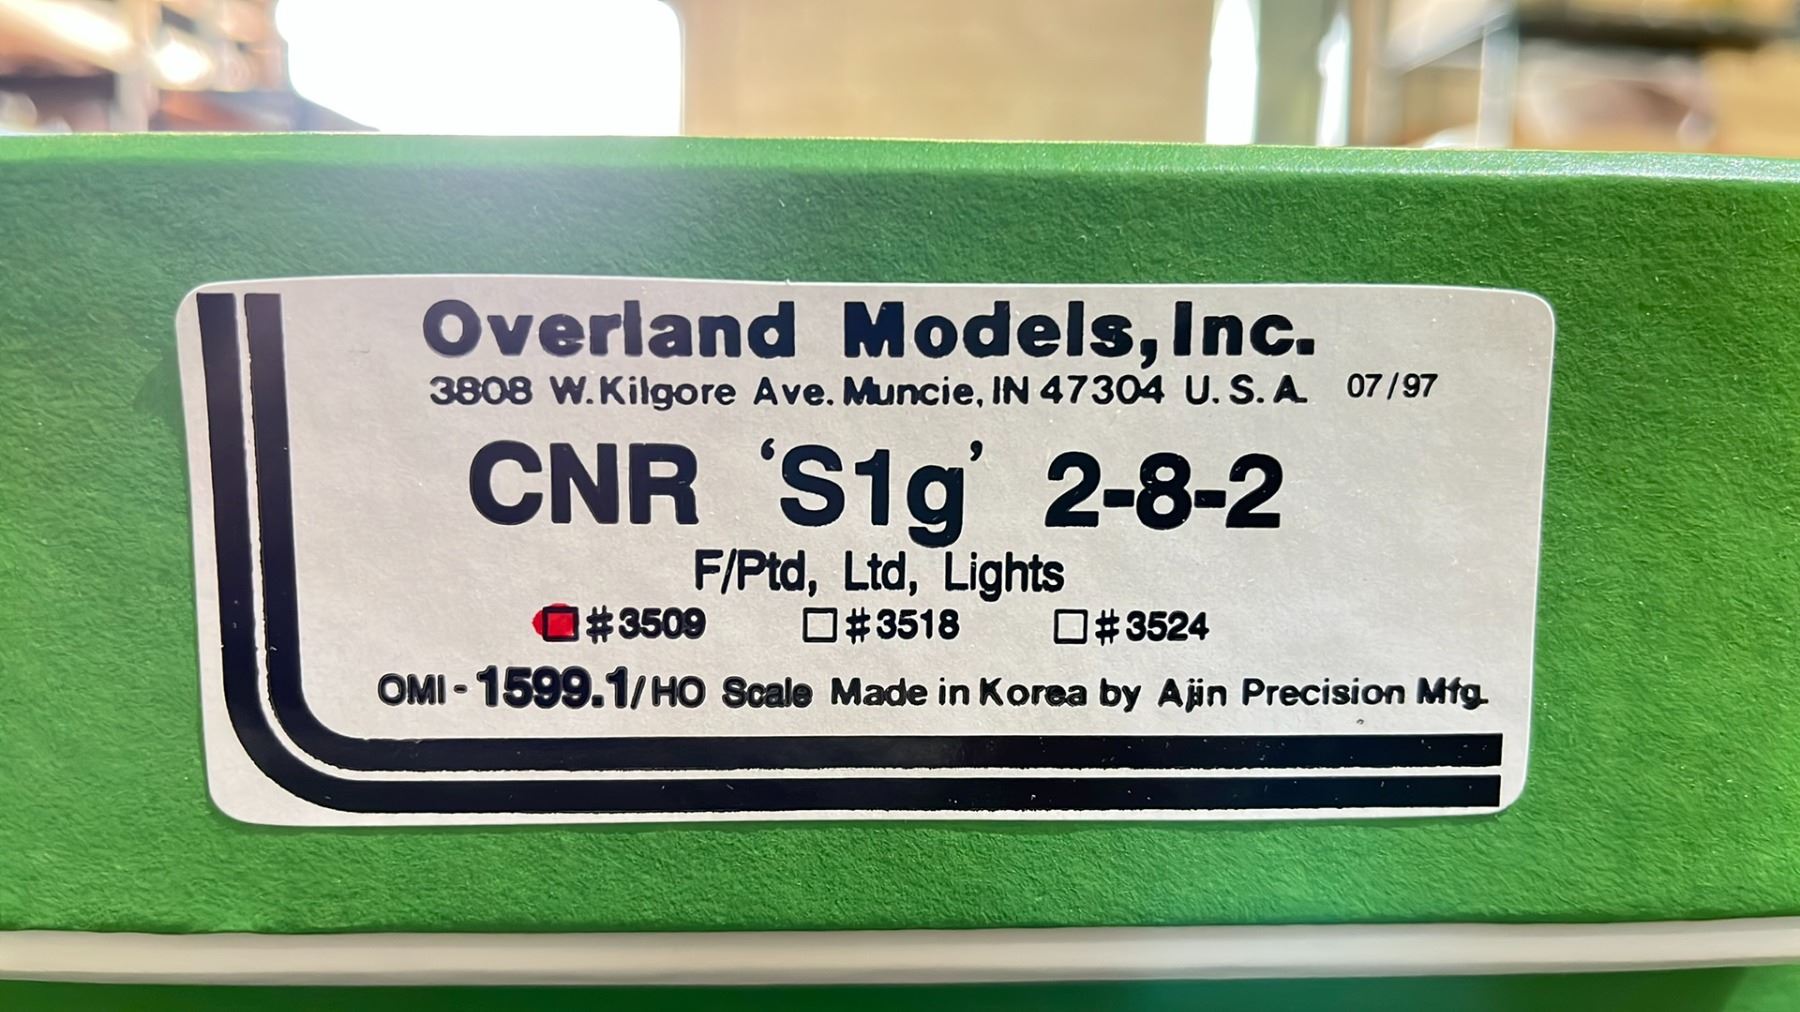 Overland Models, Inc.
3808 W. Kilgore Ave. Muncie, IN 47304 U.S.A. 07/97
CNR 'S1g' 2-8-2
F/Ptd, Ltd, Lights
#3509 #3518 #3524
OMI-1599.1/HO Scale Made in Korea by Ajin Precision Mfg.